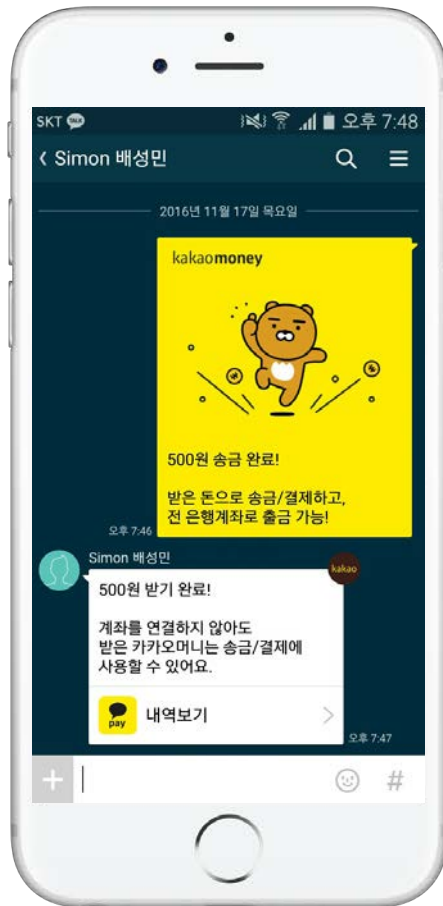 SKT TALK 오후 7:48
< Simon 배성민
2016년 11월 17일 목요일
kakaomoney
500원 송금 완료!
받은 돈으로 송금/결제하고,
전 은행계좌로 출금 가능!
오후 7:46
Simon 배성민
kakao
500원 받기 완료!
계좌를 연결하지 않아도
받은 카카오머니는 송금/결제에
사용할 수 있어요.
pay 내역보기 >
오후 7:47
+ #